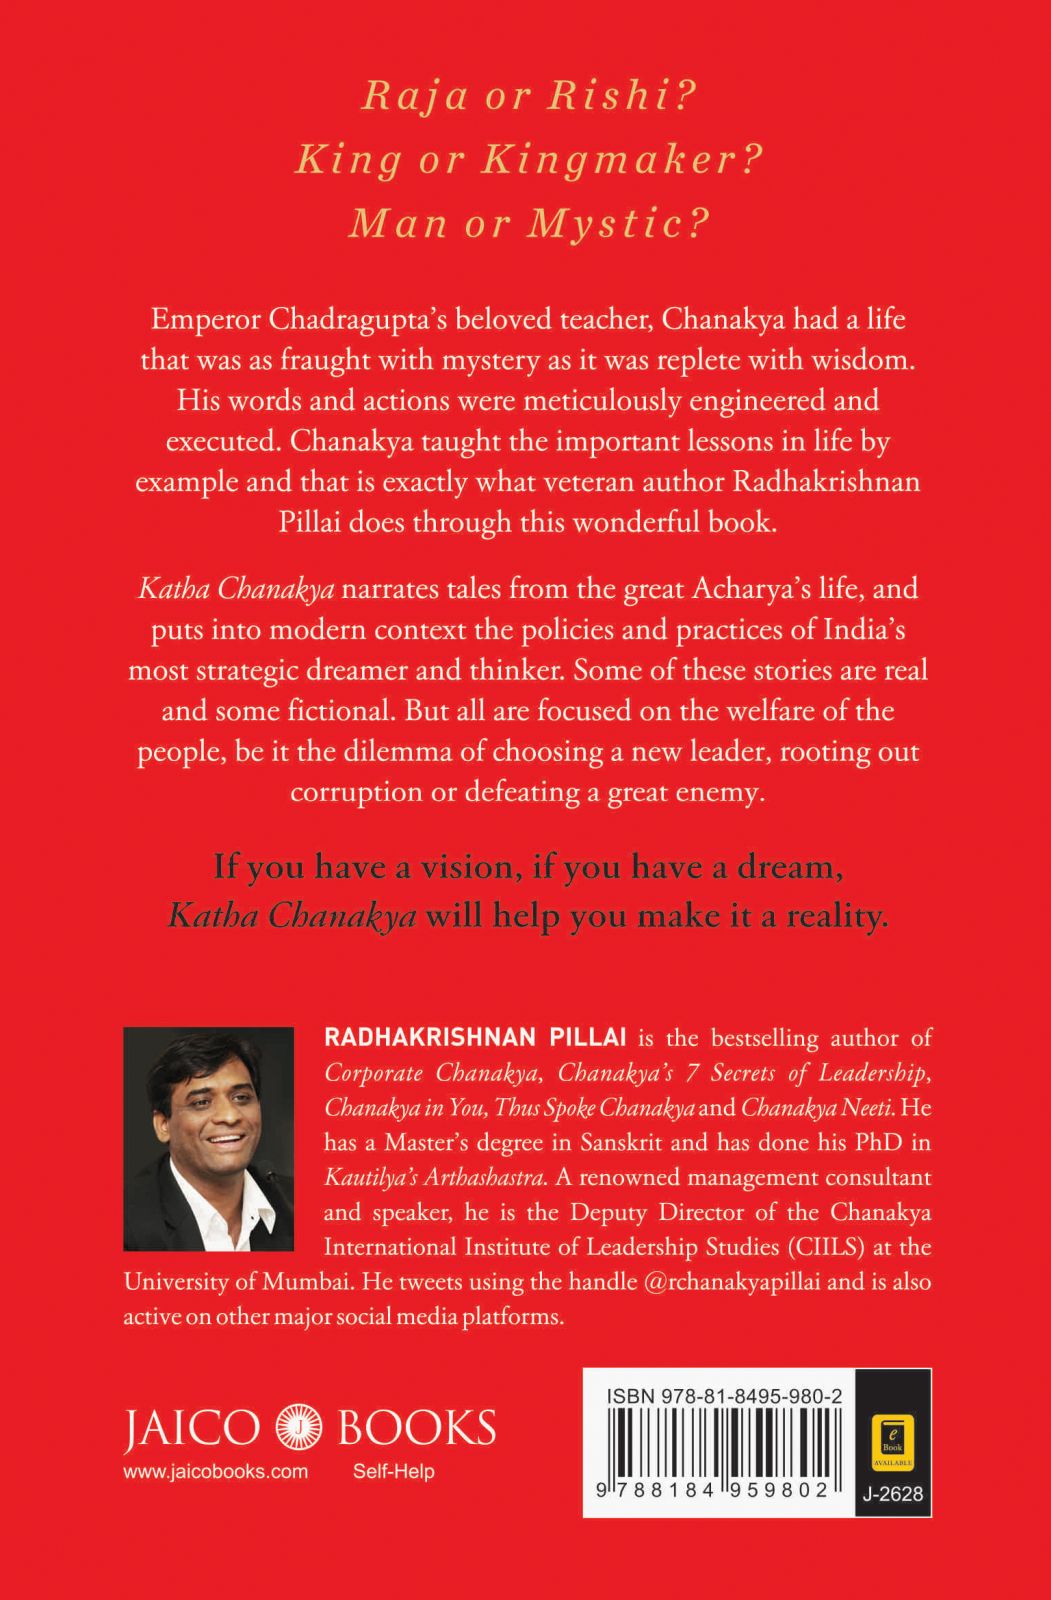 Raja or Rishi?
King or Kingmaker?
Man or Mystic?
Emperor Chadragupta’s beloved teacher, Chanakya had a life
that was as fraught with mystery as it was replete with wisdom.
His words and actions were meticulously engineered and
executed. Chanakya taught the important lessons in life by
example and that is exactly what veteran author Radhakrishnan
Pillai does through this wonderful book.
Katha Chanakya narrates tales from the great Acharya’s life, and
puts into modern context the policies and practices of India’s
most strategic dreamer and thinker. Some of these stories are real
and some fictional. But all are focused on the welfare of the
people, be it the dilemma of choosing a new leader, rooting out
corruption or defeating a great enemy.
If you have a vision, if you have a dream,
Katha Chanakya will help you make it a reality.
RADHAKRISHNAN PILLAI is the bestselling author of
Corporate Chanakya, Chanakya’s 7 Secrets of Leadership,
Chanakya in You, Thus Spoke Chanakya and Chanakya Neeti. He
has a Master’s degree in Sanskrit and has done his PhD in
Kautilya’s Arthashastra. A renowned management consultant
and speaker, he is the Deputy Director of the Chanakya
International Institute of Leadership Studies (CIILS) at the
University of Mumbai. He tweets using the handle @rchanakyapillai and is also
active on other major social media platforms.
JAICO J BOOKS
www.jaicobooks.com Self-Help
ISBN 978-81-8495-980-2
9 788184 959802
e
Book
AVAILABLE
J-2628